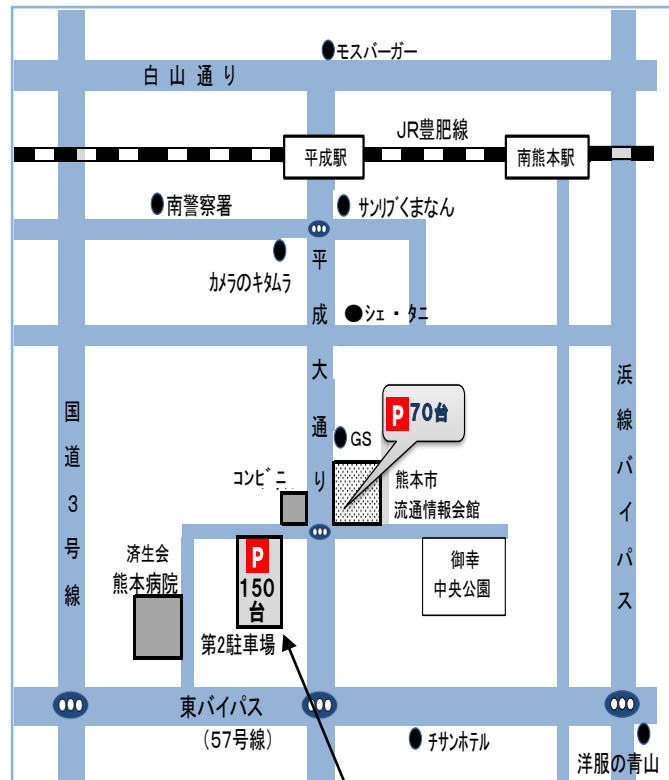 モスバーガー
白山通り
JR豊肥線
平成駅
南熊本駅
南警察署
サンリブくまなん
カメラのキタムラ
平成大通り
シェ・タニ
国道3号線
浜線バイパス
P 70台
GS
コンビニ
熊本市
流通情報会館
済生会
熊本病院
P
150
台
第2駐車場
御幸
中央公園
東バイパス
(57号線)
チサンホテル
洋服の青山